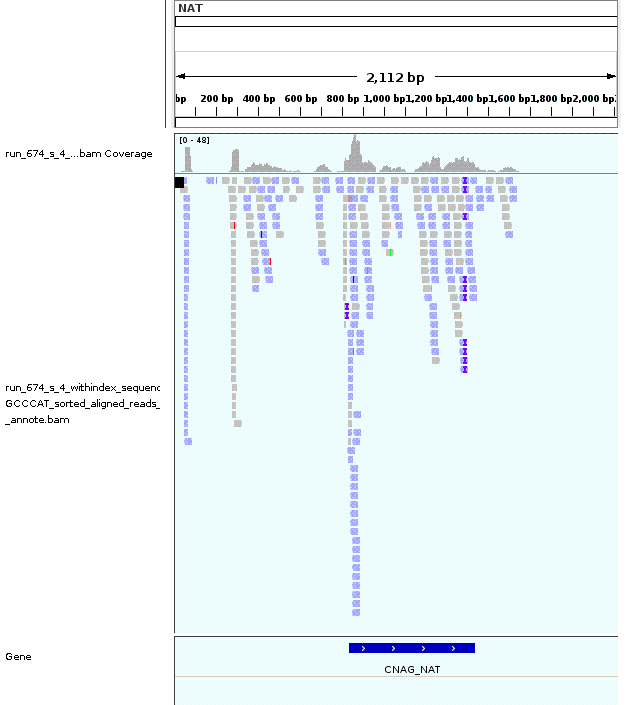 NAT
2,112 bp
bp 200 bp 400 bp 600 bp 800 bp 1,000 bp 1,200 bp 1,400 bp 1,600 bp 1,800 bp 2,000 bp
[0 - 48]
run_674_s_4_...bam Coverage
run_674_s_4_withindex_sequenc
GCCCAT_sorted_aligned_reads_
_annote.bam
Gene
CNAG_NAT